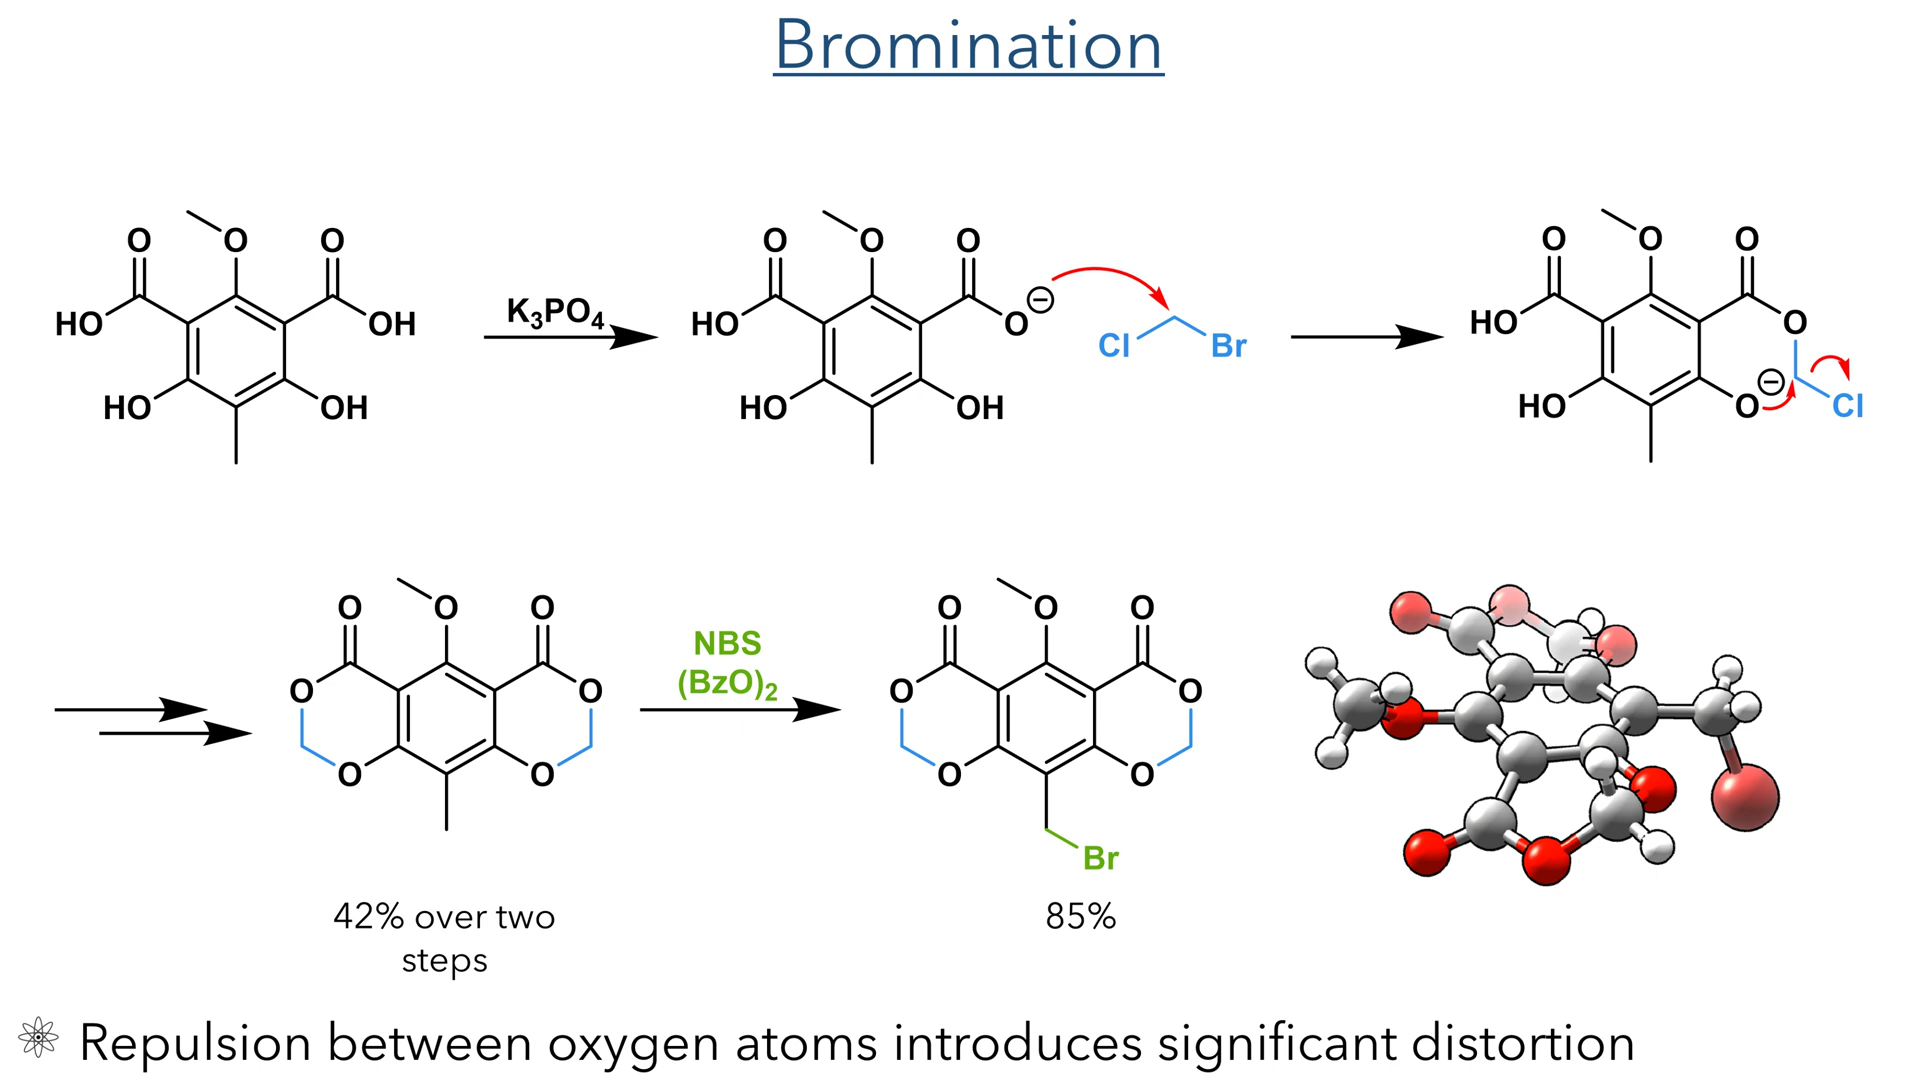 Bromination
O O O
HO OH
HO OH
K₃PO₄
O O O
HO O⊖
HO OH
Cl Br
O O O
HO O
HO O⊖ Cl
O O O
O O
O O
NBS
(BzO)₂
O O O
O O
O O
Br
42% over two
steps
85%
Repulsion between oxygen atoms introduces significant distortion